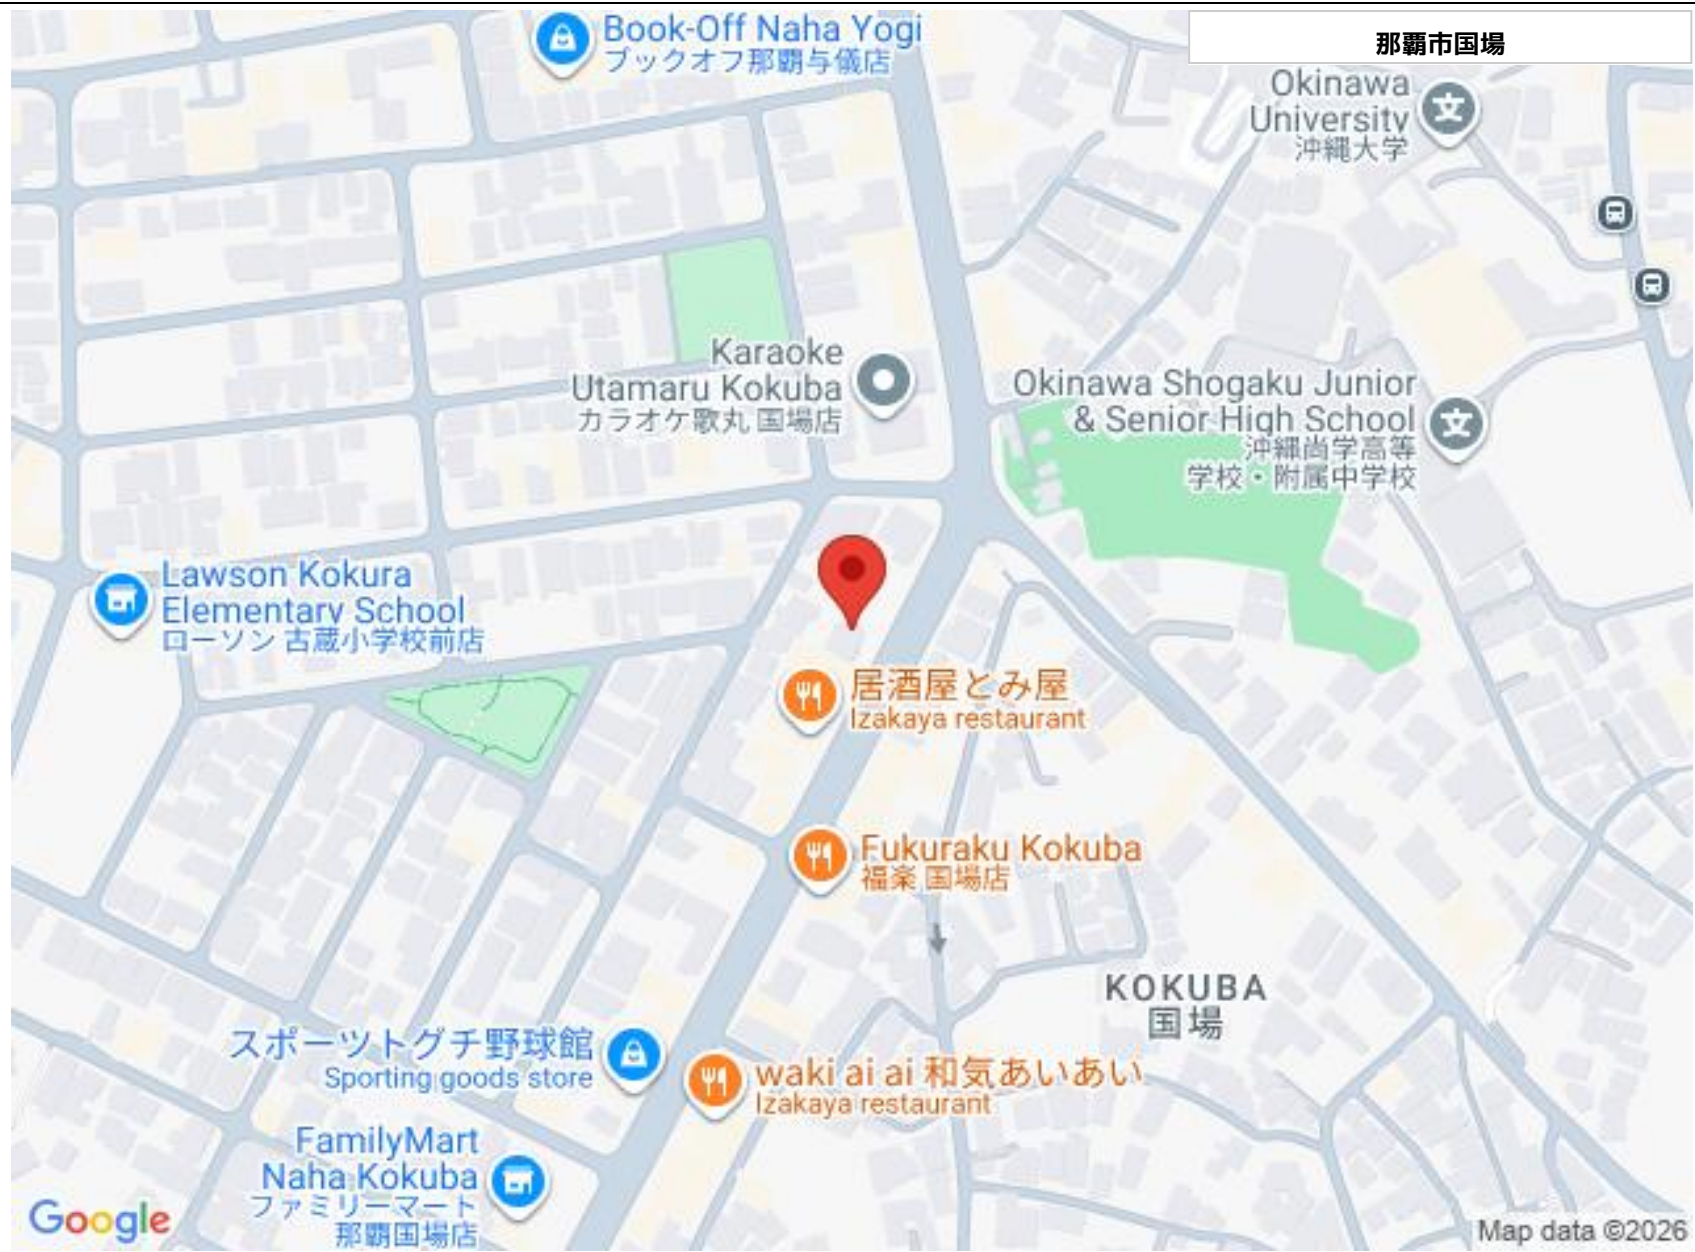 Book-Off Naha Yogi
ブックオフ那覇与儀店
那覇市国場
Okinawa
University
沖縄大学
Karaoke
Utamaru Kokuba
カラオケ歌丸 国場店
Okinawa Shogaku Junior
& Senior High School
沖縄尚学高等
学校・附属中学校
Lawson Kokura
Elementary School
ローソン 古蔵小学校前店
居酒屋とみ屋
Izakaya restaurant
Fukuraku Kokuba
福楽 国場店
KOKUBA
国場
スポーツトグチ野球館
Sporting goods store
waki ai ai 和気あいあい
Izakaya restaurant
FamilyMart
Naha Kokuba
ファミリーマート
那覇国場店
Google
Map data ©2026